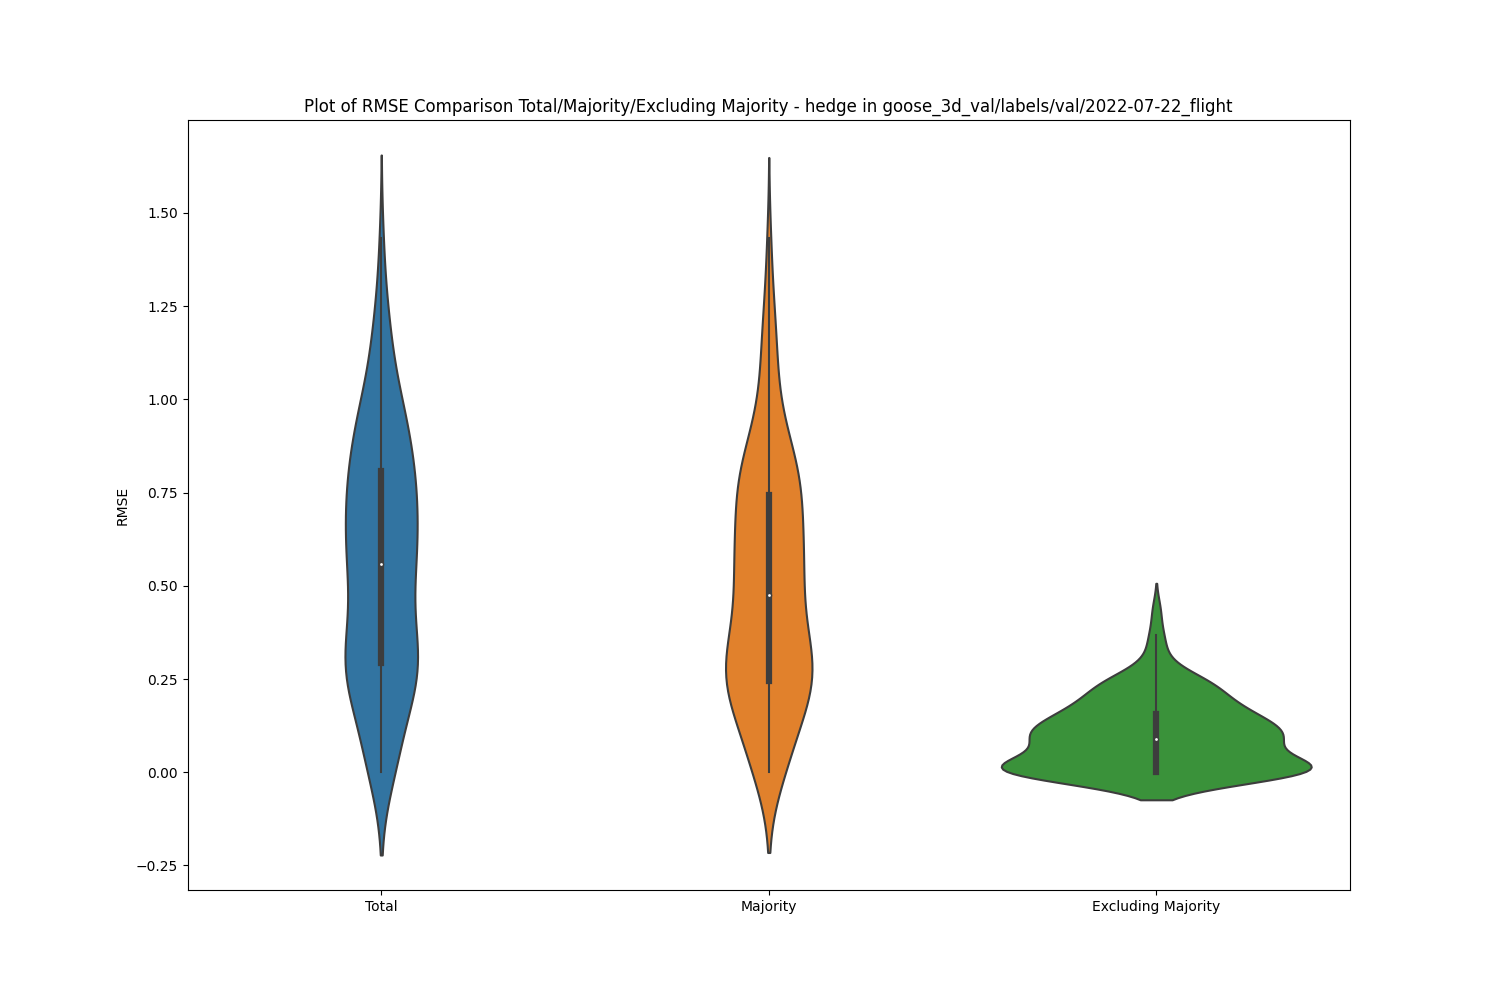 Plot of RMSE Comparison Total/Majority/Excluding Majority - hedge in goose_3d_val/labels/val/2022-07-22_flight
1.50
1.25
1.00
0.75
0.50
0.25
0.00
−0.25
RMSE
Total
Majority
Excluding Majority